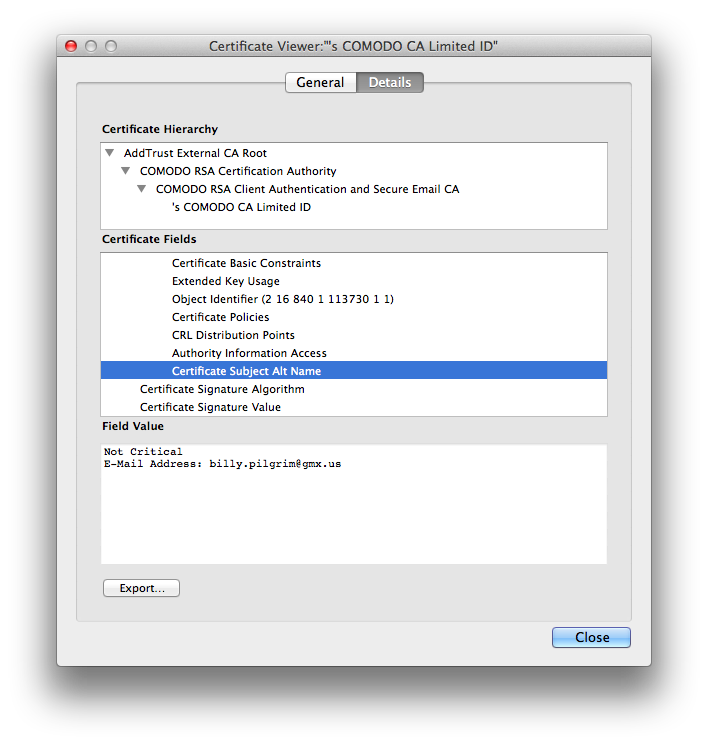 Certificate Viewer:"'s COMODO CA Limited ID"
General Details
Certificate Hierarchy
AddTrust External CA Root
COMODO RSA Certification Authority
COMODO RSA Client Authentication and Secure Email CA
's COMODO CA Limited ID
Certificate Fields
Certificate Basic Constraints
Extended Key Usage
Object Identifier (2 16 840 1 113730 1 1)
Certificate Policies
CRL Distribution Points
Authority Information Access
Certificate Subject Alt Name
Certificate Signature Algorithm
Certificate Signature Value
Field Value
Not Critical
E-Mail Address: billy.pilgrim@gmx.us
Export...
Close